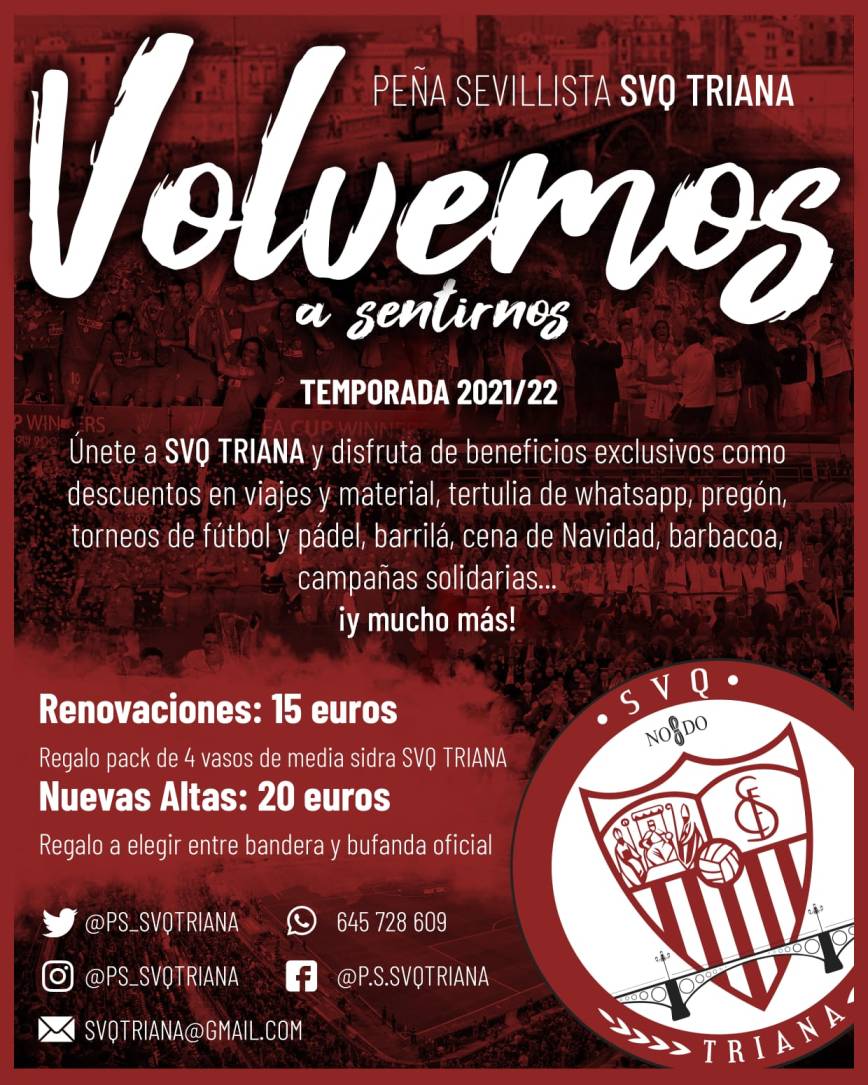 PEÑA SEVILLISTA SVQ TRIANA
Volvemos
a sentirnos
TEMPORADA 2021/22
Únete a SVQ TRIANA y disfruta de beneficios exclusivos como
descuentos en viajes y material, tertulia de whatsapp, pregón,
torneos de fútbol y pádel, barrilá, cena de Navidad, barbacoa,
campañas solidarias...
¡y mucho más!
Renovaciones: 15 euros
Regalo pack de 4 vasos de media sidra SVQ TRIANA
Nuevas Altas: 20 euros
Regalo a elegir entre bandera y bufanda oficial
@PS_SVQTRIANA
645 728 609
@PS_SVQTRIANA
@P.S.SVQTRIANA
SVQTRIANA@GMAIL.COM
• SVQ •
NO8DO
TRIANA